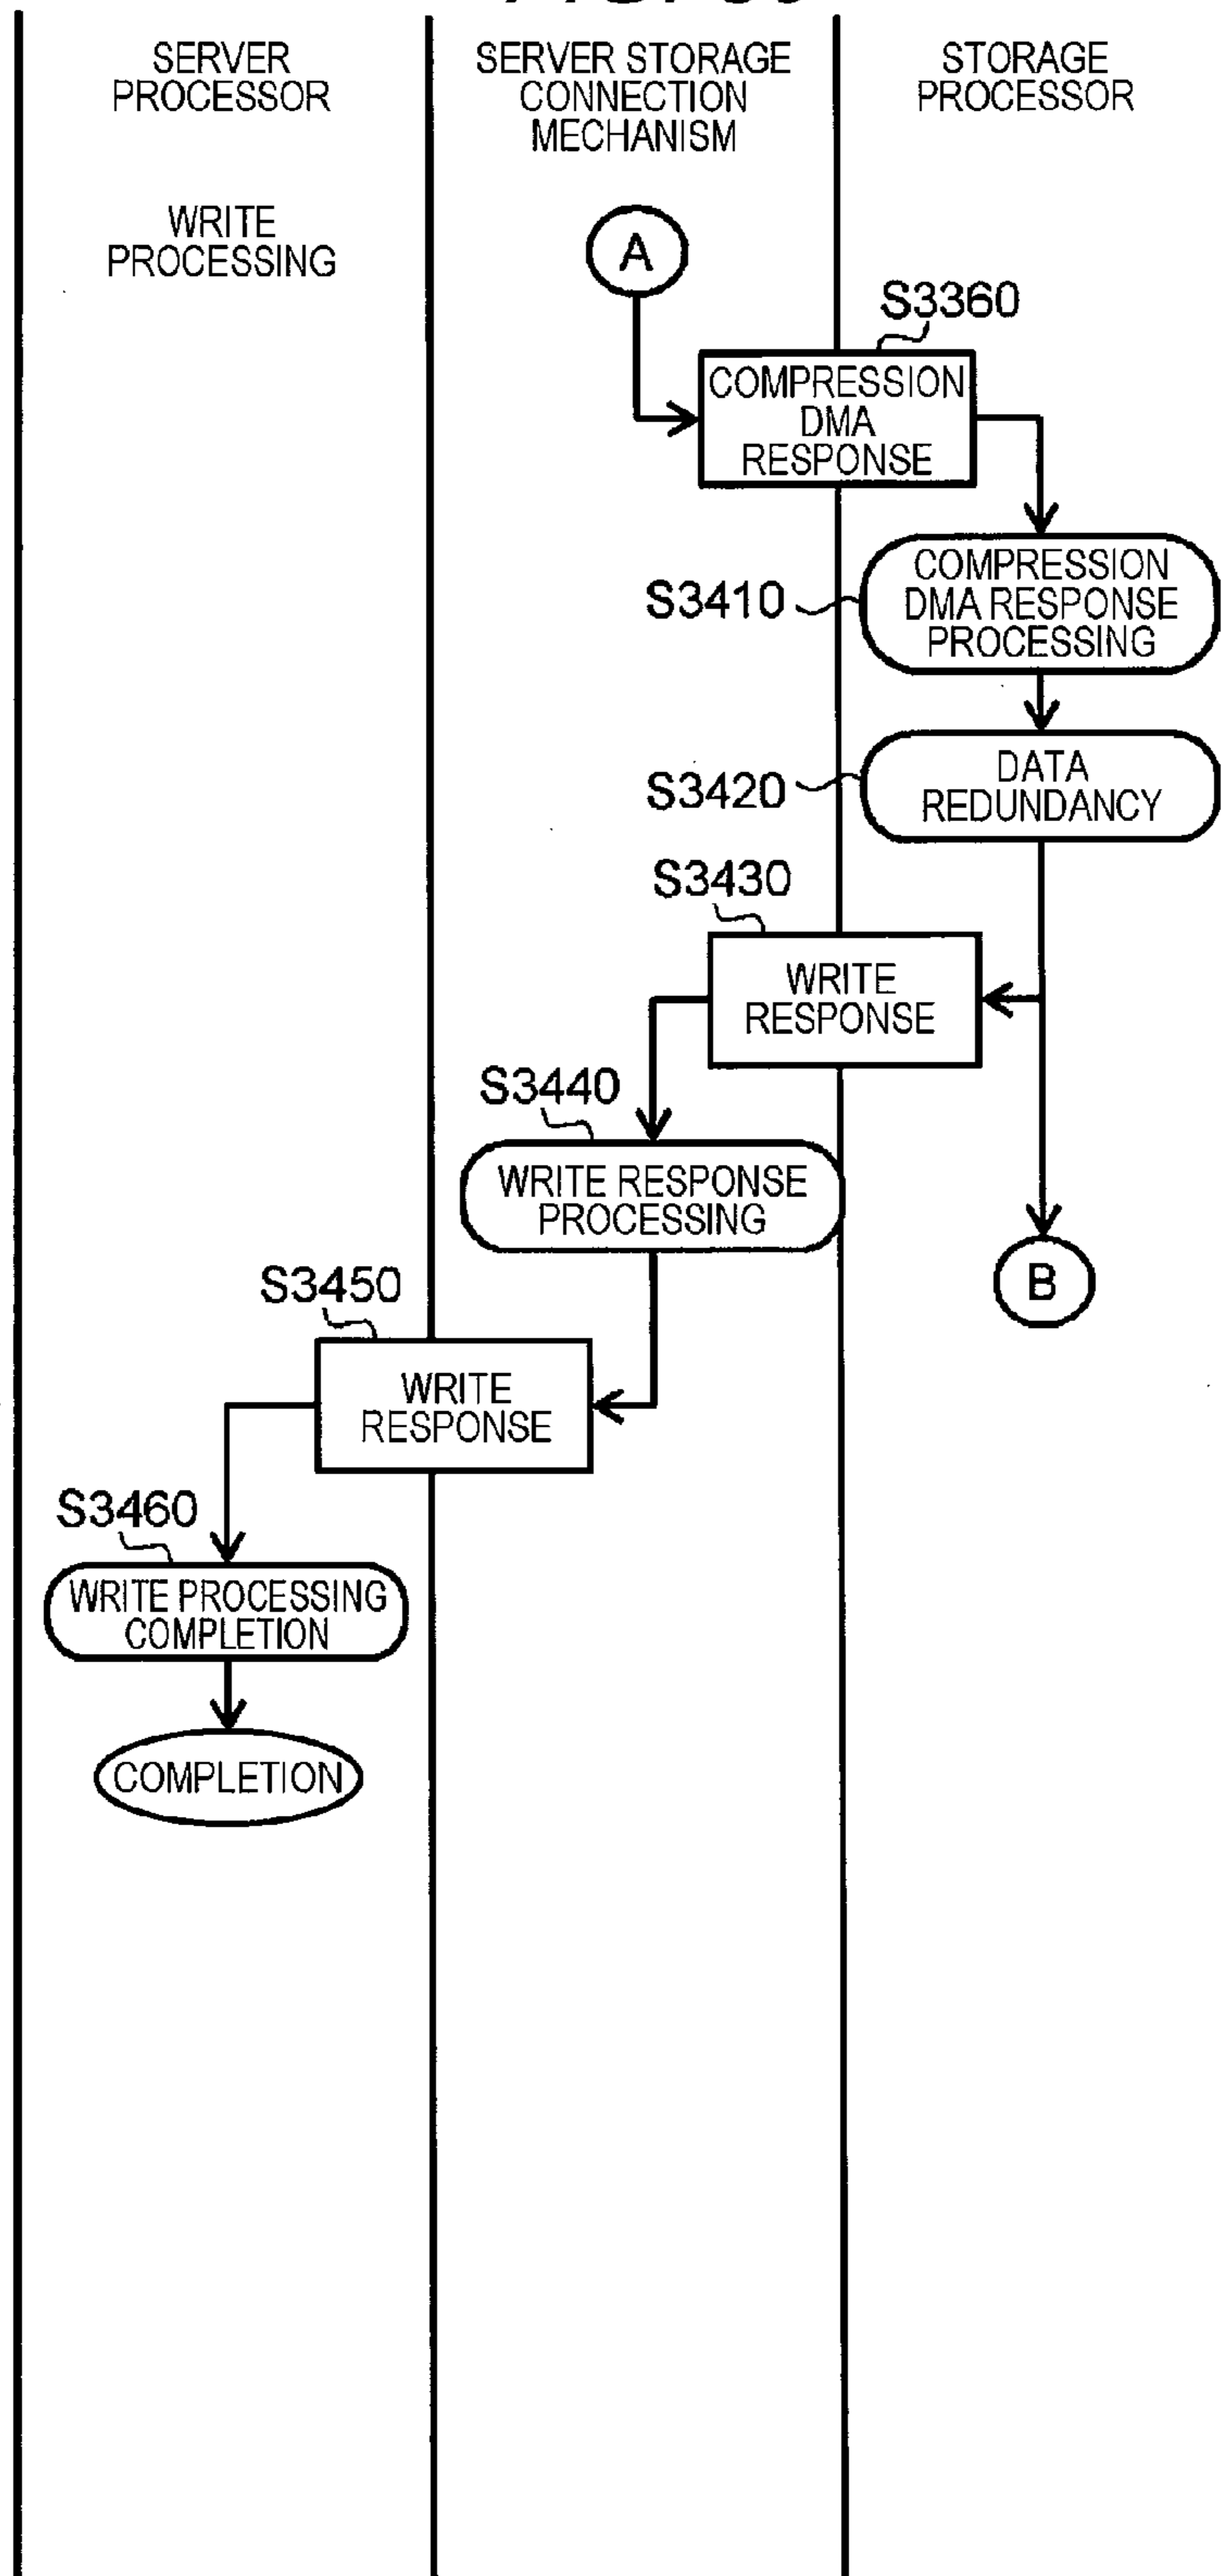 SERVER
PROCESSOR
SERVER STORAGE
CONNECTION
MECHANISM
STORAGE
PROCESSOR
WRITE
PROCESSING
A
S3360
COMPRESSION
DMA
RESPONSE
S3410
COMPRESSION
DMA RESPONSE
PROCESSING
S3420
DATA
REDUNDANCY
S3430
WRITE
RESPONSE
S3440
WRITE RESPONSE
PROCESSING
B
S3450
WRITE
RESPONSE
S3460
WRITE PROCESSING
COMPLETION
COMPLETION